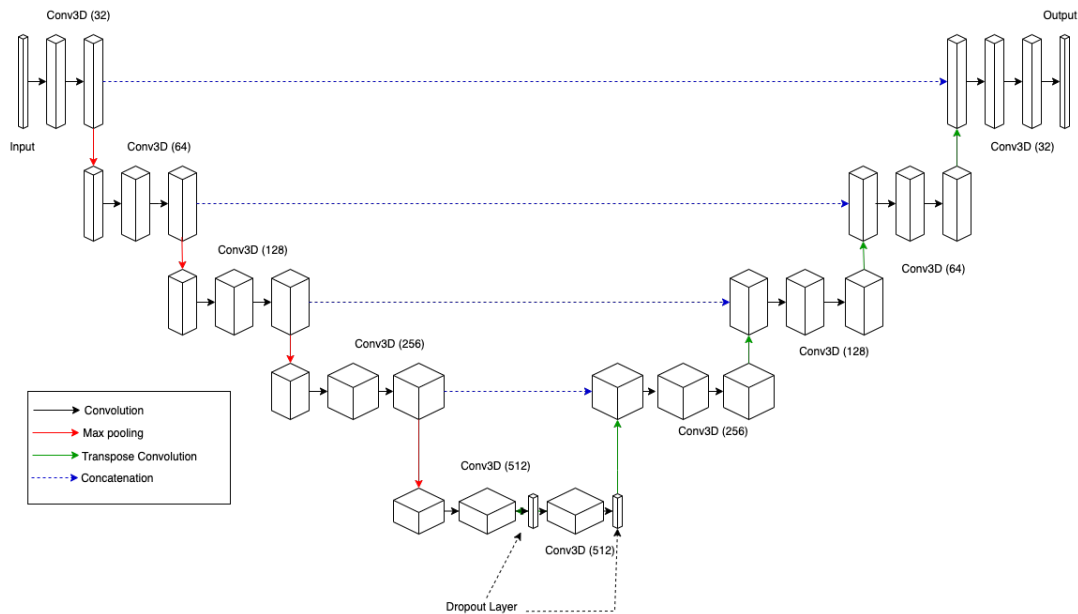 Conv3D (32)
Output
Input
Conv3D (64)
Conv3D (32)
Conv3D (128)
Conv3D (64)
Conv3D (256)
Conv3D (128)
Convolution
Max pooling
Transpose Convolution
Concatenation
Conv3D (256)
Conv3D (512)
Conv3D (512)
Dropout Layer